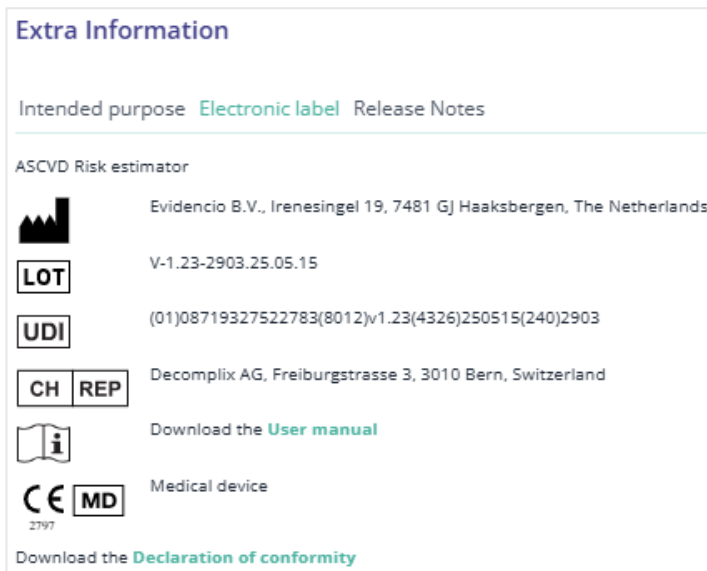 Extra Information
Intended purpose Electronic label Release Notes
ASCVD Risk estimator
Evidencio B.V., Irenesingel 19, 7481 GJ Haaksbergen, The Netherlands
LOT V-1.23-2903.25.05.15
UDI (01)08719327522783(8012)v1.23(4326)250515(240)2903
CH REP Decomplix AG, Freiburgstrasse 3, 3010 Bern, Switzerland
i Download the User manual
CE MD Medical device
2797
Download the Declaration of conformity